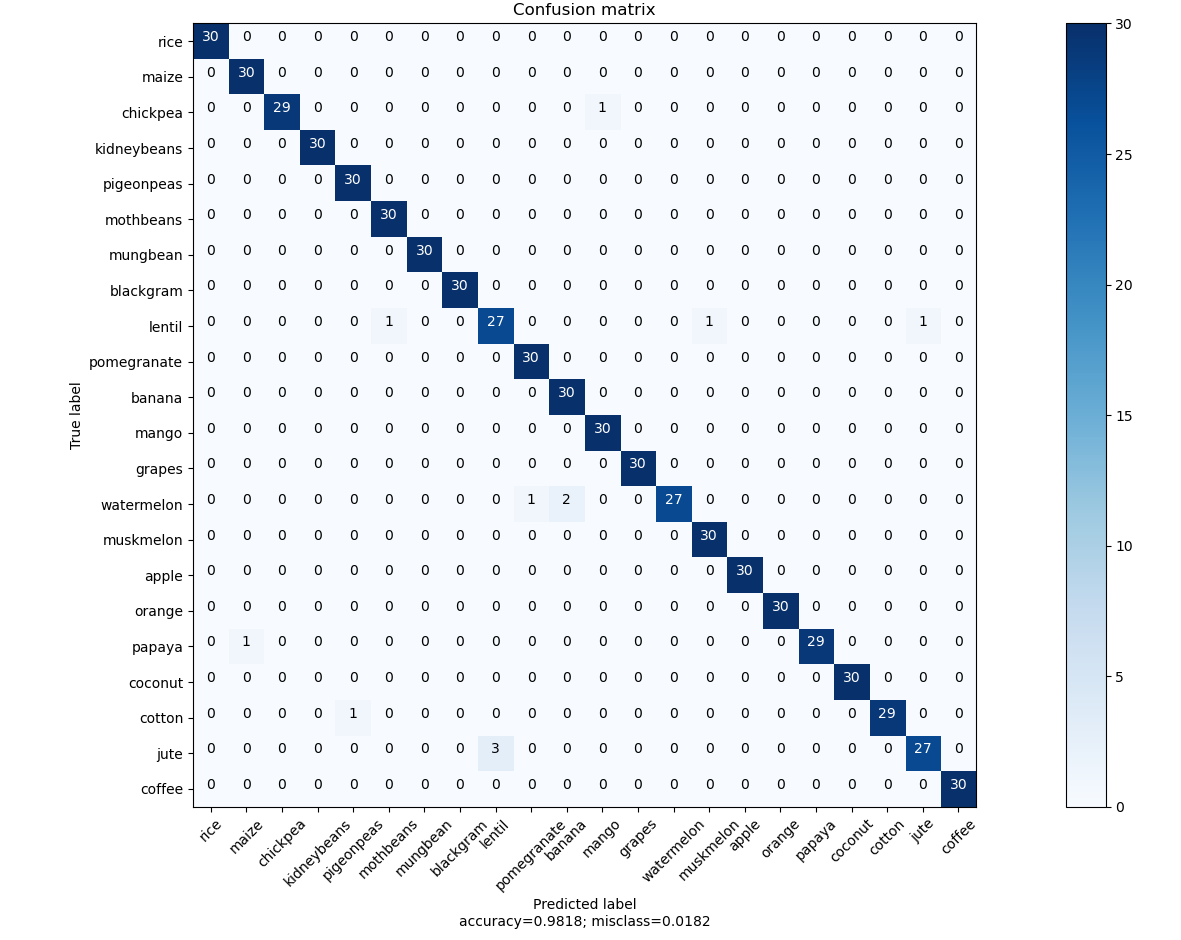 Confusion matrix
rice 30 0 0 0 0 0 0 0 0 0 0 0 0 0 0 0 0 0 0 0 0 0 30
maize 0 30 0 0 0 0 0 0 0 0 0 0 0 0 0 0 0 0 0 0 0 0
chickpea 0 0 29 0 0 0 0 0 0 0 0 1 0 0 0 0 0 0 0 0 0 0
kidneybeans 0 0 0 30 0 0 0 0 0 0 0 0 0 0 0 0 0 0 0 0 0 0 25
pigeonpeas 0 0 0 0 30 0 0 0 0 0 0 0 0 0 0 0 0 0 0 0 0 0
mothbeans 0 0 0 0 0 30 0 0 0 0 0 0 0 0 0 0 0 0 0 0 0 0
mungbean 0 0 0 0 0 0 30 0 0 0 0 0 0 0 0 0 0 0 0 0 0 0
blackgram 0 0 0 0 0 0 0 30 0 0 0 0 0 0 0 0 0 0 0 0 0 0 20
lentil 0 0 0 0 0 1 0 0 27 0 0 0 0 0 1 0 0 0 0 0 1 0
pomegranate 0 0 0 0 0 0 0 0 0 30 0 0 0 0 0 0 0 0 0 0 0 0
banana 0 0 0 0 0 0 0 0 0 0 30 0 0 0 0 0 0 0 0 0 0 0
True label
mango 0 0 0 0 0 0 0 0 0 0 0 30 0 0 0 0 0 0 0 0 0 0 15
grapes 0 0 0 0 0 0 0 0 0 0 0 0 30 0 0 0 0 0 0 0 0 0
watermelon 0 0 0 0 0 0 0 0 0 1 2 0 0 27 0 0 0 0 0 0 0 0
muskmelon 0 0 0 0 0 0 0 0 0 0 0 0 0 0 30 0 0 0 0 0 0 0 10
apple 0 0 0 0 0 0 0 0 0 0 0 0 0 0 0 30 0 0 0 0 0 0
orange 0 0 0 0 0 0 0 0 0 0 0 0 0 0 0 0 30 0 0 0 0 0
papaya 0 1 0 0 0 0 0 0 0 0 0 0 0 0 0 0 0 29 0 0 0 0
coconut 0 0 0 0 0 0 0 0 0 0 0 0 0 0 0 0 0 0 30 0 0 0 5
cotton 0 0 0 0 1 0 0 0 0 0 0 0 0 0 0 0 0 0 0 29 0 0
jute 0 0 0 0 0 0 0 0 3 0 0 0 0 0 0 0 0 0 0 0 27 0
coffee 0 0 0 0 0 0 0 0 0 0 0 0 0 0 0 0 0 0 0 0 0 30 0
rice maize chickpea kidneybeans pigeonpeas mothbeans mungbean blackgram lentil pomegranate banana mango grapes watermelon muskmelon apple orange papaya coconut cotton jute coffee
Predicted label
accuracy=0.9818; misclass=0.0182